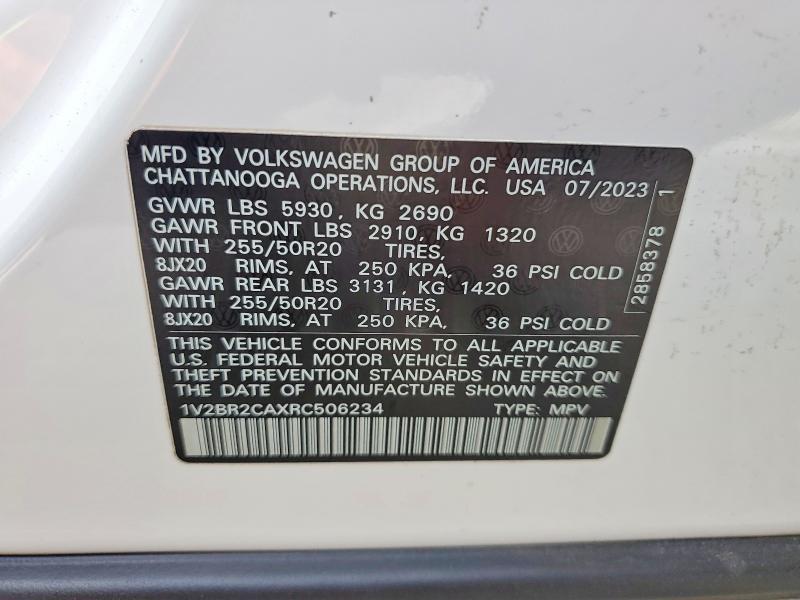 MFD BY VOLKSWAGEN GROUP OF AMERICA
CHATTANOOGA OPERATIONS, LLC. USA 07/2023
GVWR LBS 5930, KG 2690
GAWR FRONT LBS 2910, KG 1320
WITH 255/50R20 TIRES,
8JX20 RIMS, AT 250 KPA, 36 PSI COLD
GAWR REAR LBS 3131, KG 1420
WITH 255/50R20 TIRES,
8JX20 RIMS, AT 250 KPA, 36 PSI COLD
THIS VEHICLE CONFORMS TO ALL APPLICABLE
U.S. FEDERAL MOTOR VEHICLE SAFETY AND
THEFT PREVENTION STANDARDS IN EFFECT ON
THE DATE OF MANUFACTURE SHOWN ABOVE.
1V2BR2CAXRC506234 TYPE: MPV
2858378 1